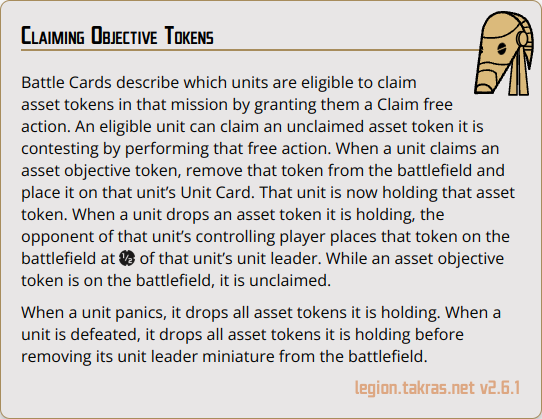 Claiming Objective Tokens
Battle Cards describe which units are eligible to claim
asset tokens in that mission by granting them a Claim free
action. An eligible unit can claim an unclaimed asset token it is
contesting by performing that free action. When a unit claims an
asset objective token, remove that token from the battlefield and
place it on that unit’s Unit Card. That unit is now holding that asset
token. When a unit drops an asset token it is holding, the
opponent of that unit’s controlling player places that token on the
battlefield at ½ of that unit’s unit leader. While an asset objective
token is on the battlefield, it is unclaimed.
When a unit panics, it drops all asset tokens it is holding. When a
unit is defeated, it drops all asset tokens it is holding before
removing its unit leader miniature from the battlefield.
legion.takras.net v2.6.1